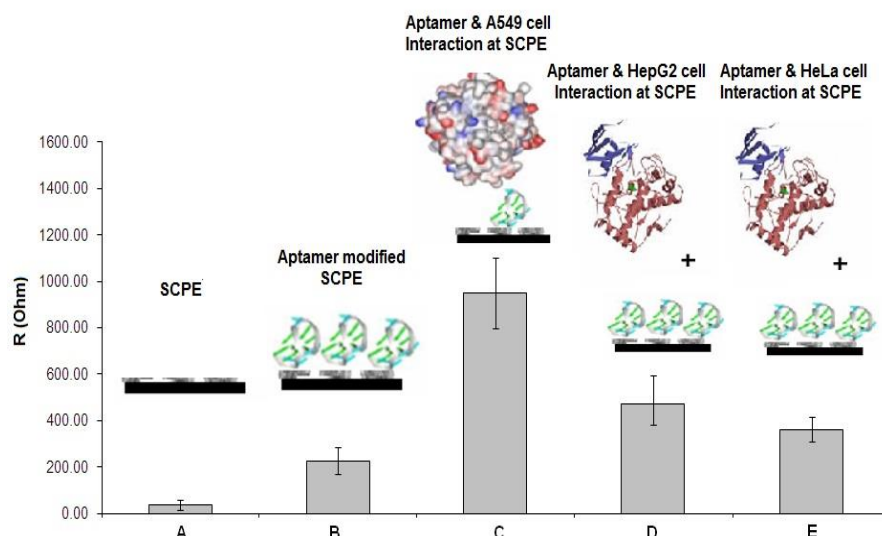 Aptamer & A549 cell
Interaction at SCPE
Aptamer & HepG2 cell
Interaction at SCPE
Aptamer & HeLa cell
Interaction at SCPE
Aptamer modified
SCPE
SCPE
+
+
R (Ohm)
1600.00
1400.00
1200.00
1000.00
800.00
600.00
400.00
200.00
0.00
A B C D E